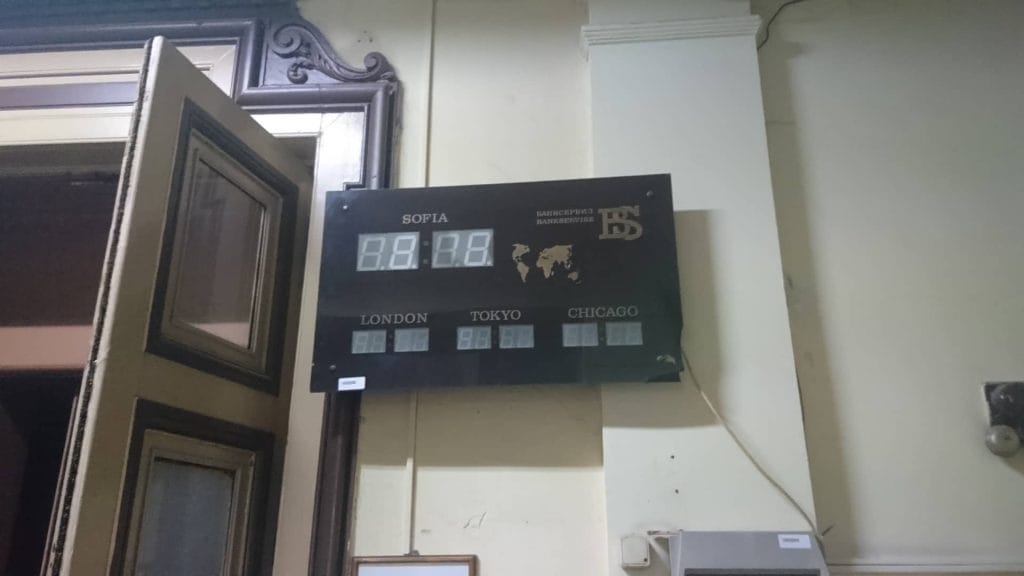 SOFIA
БАНКСЕРВИЗ
BANKSERVISE
BS
LONDON
TOKYO
CHICAGO